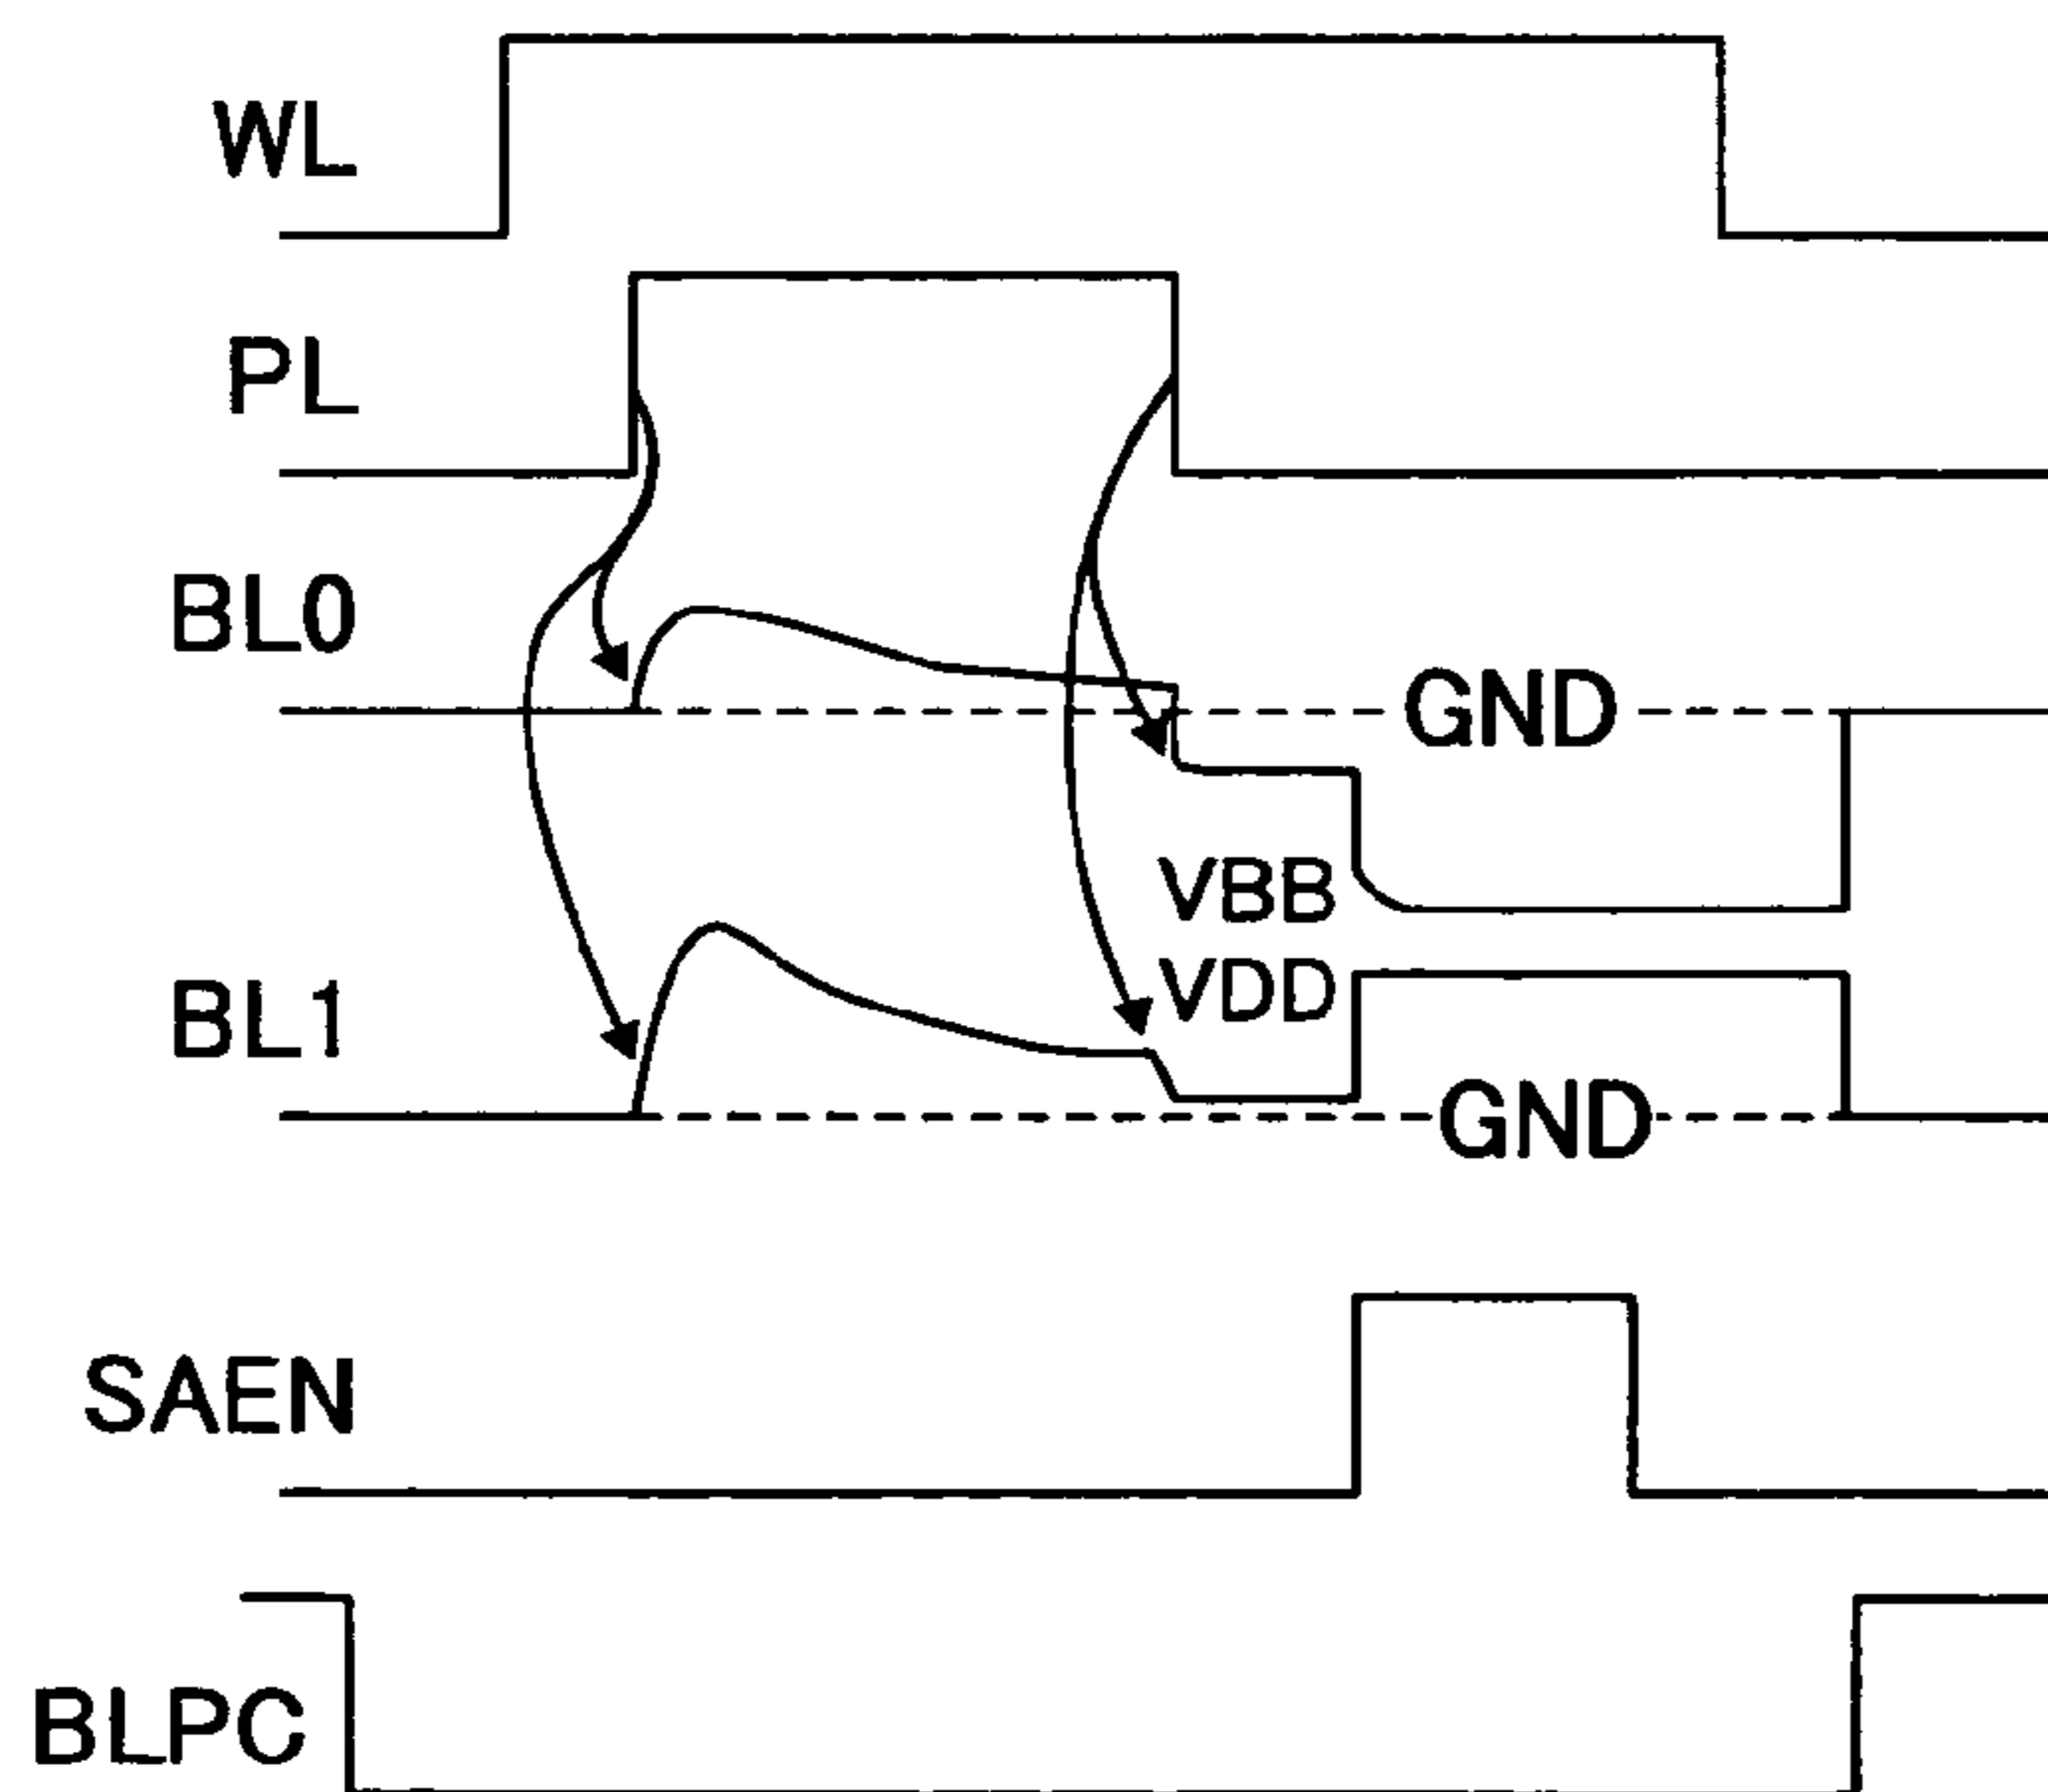 WL
PL
BL0
GND
VBB
VDD
BL1
GND
SAEN
BLPC